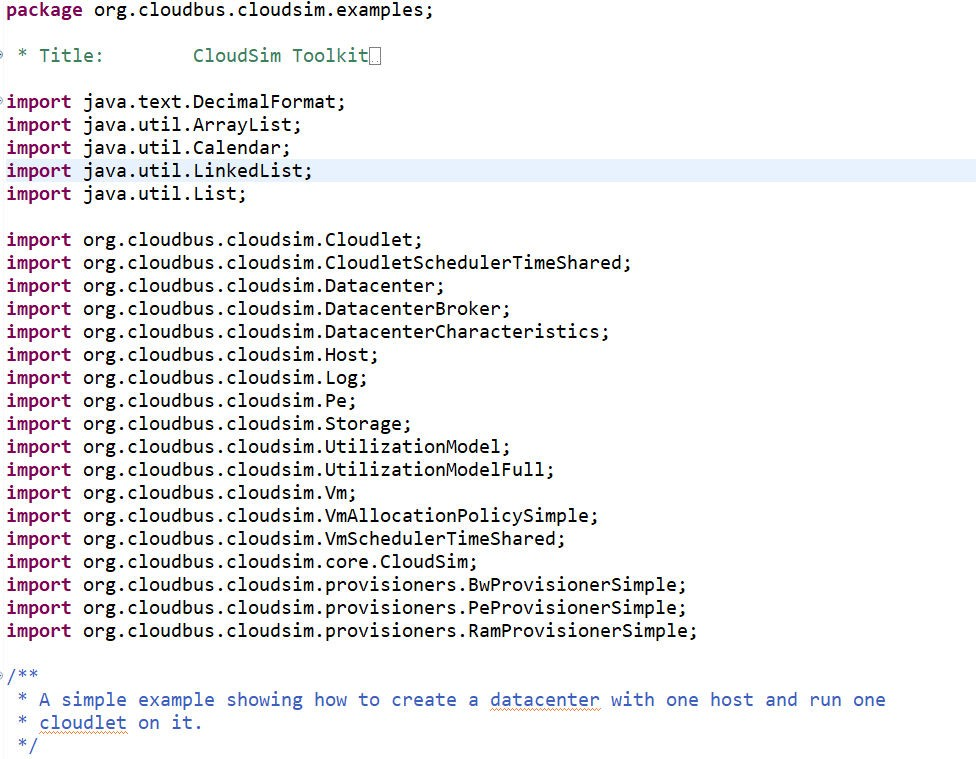 package org.cloudbus.cloudsim.examples;
* Title:        CloudSim Toolkit
import java.text.DecimalFormat;
import java.util.ArrayList;
import java.util.Calendar;
import java.util.LinkedList;
import java.util.List;
import org.cloudbus.cloudsim.Cloudlet;
import org.cloudbus.cloudsim.CloudletSchedulerTimeShared;
import org.cloudbus.cloudsim.Datacenter;
import org.cloudbus.cloudsim.DatacenterBroker;
import org.cloudbus.cloudsim.DatacenterCharacteristics;
import org.cloudbus.cloudsim.Host;
import org.cloudbus.cloudsim.Log;
import org.cloudbus.cloudsim.Pe;
import org.cloudbus.cloudsim.Storage;
import org.cloudbus.cloudsim.UtilizationModel;
import org.cloudbus.cloudsim.UtilizationModelFull;
import org.cloudbus.cloudsim.Vm;
import org.cloudbus.cloudsim.VmAllocationPolicySimple;
import org.cloudbus.cloudsim.VmSchedulerTimeShared;
import org.cloudbus.cloudsim.core.CloudSim;
import org.cloudbus.cloudsim.provisioners.BwProvisionerSimple;
import org.cloudbus.cloudsim.provisioners.PeProvisionerSimple;
import org.cloudbus.cloudsim.provisioners.RamProvisionerSimple;
/**
* A simple example showing how to create a datacenter with one host and run one
* cloudlet on it.
*/